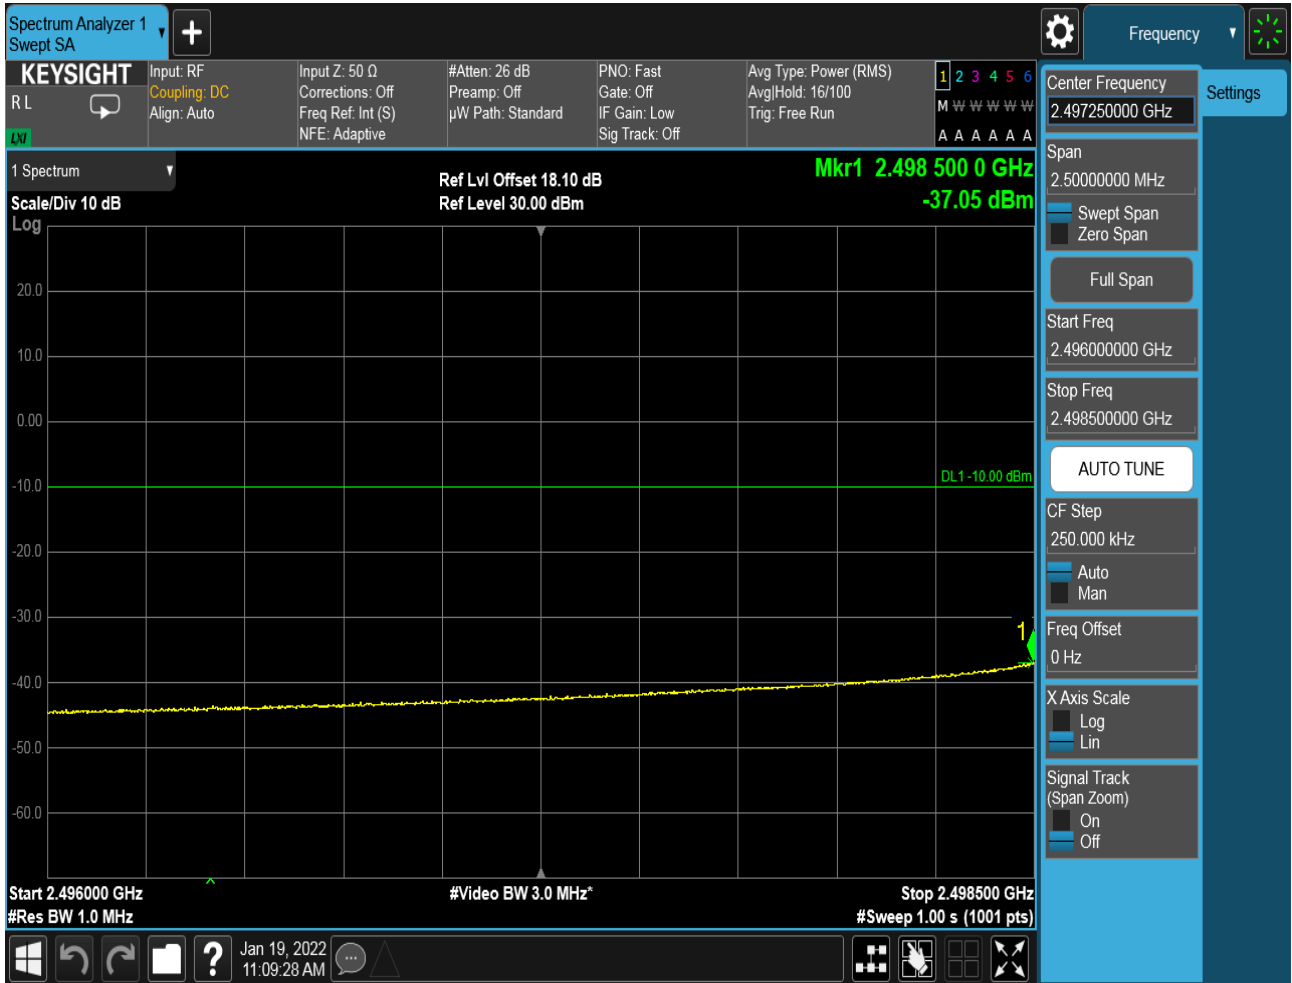 Spectrum Analyzer 1
Swept SA
+
Frequency
KEYSIGHT
R L
LXI
Input: RF
Coupling: DC
Align: Auto
Input Z: 50 Ω
Corrections: Off
Freq Ref: Int (S)
NFE: Adaptive
#Atten: 26 dB
Preamp: Off
µW Path: Standard
PNO: Fast
Gate: Off
IF Gain: Low
Sig Track: Off
Avg Type: Power (RMS)
Avg|Hold: 16/100
Trig: Free Run
1 2 3 4 5 6
M W W W W W
A A A A A A
1 Spectrum
Scale/Div 10 dB
Log
Ref Lvl Offset 18.10 dB
Ref Level 30.00 dBm
Mkr1 2.498 500 0 GHz
-37.05 dBm
20.0
10.0
0.00
-10.0
-20.0
-30.0
-40.0
-50.0
-60.0
DL1 -10.00 dBm
1
Start 2.496000 GHz
#Res BW 1.0 MHz
#Video BW 3.0 MHz*
Stop 2.498500 GHz
#Sweep 1.00 s (1001 pts)
Center Frequency
2.497250000 GHz
Settings
Span
2.50000000 MHz
Swept Span
Zero Span
Full Span
Start Freq
2.496000000 GHz
Stop Freq
2.498500000 GHz
AUTO TUNE
CF Step
250.000 kHz
Auto
Man
Freq Offset
0 Hz
X Axis Scale
Log
Lin
Signal Track
(Span Zoom)
On
Off
?
Jan 19, 2022
11:09:28 AM